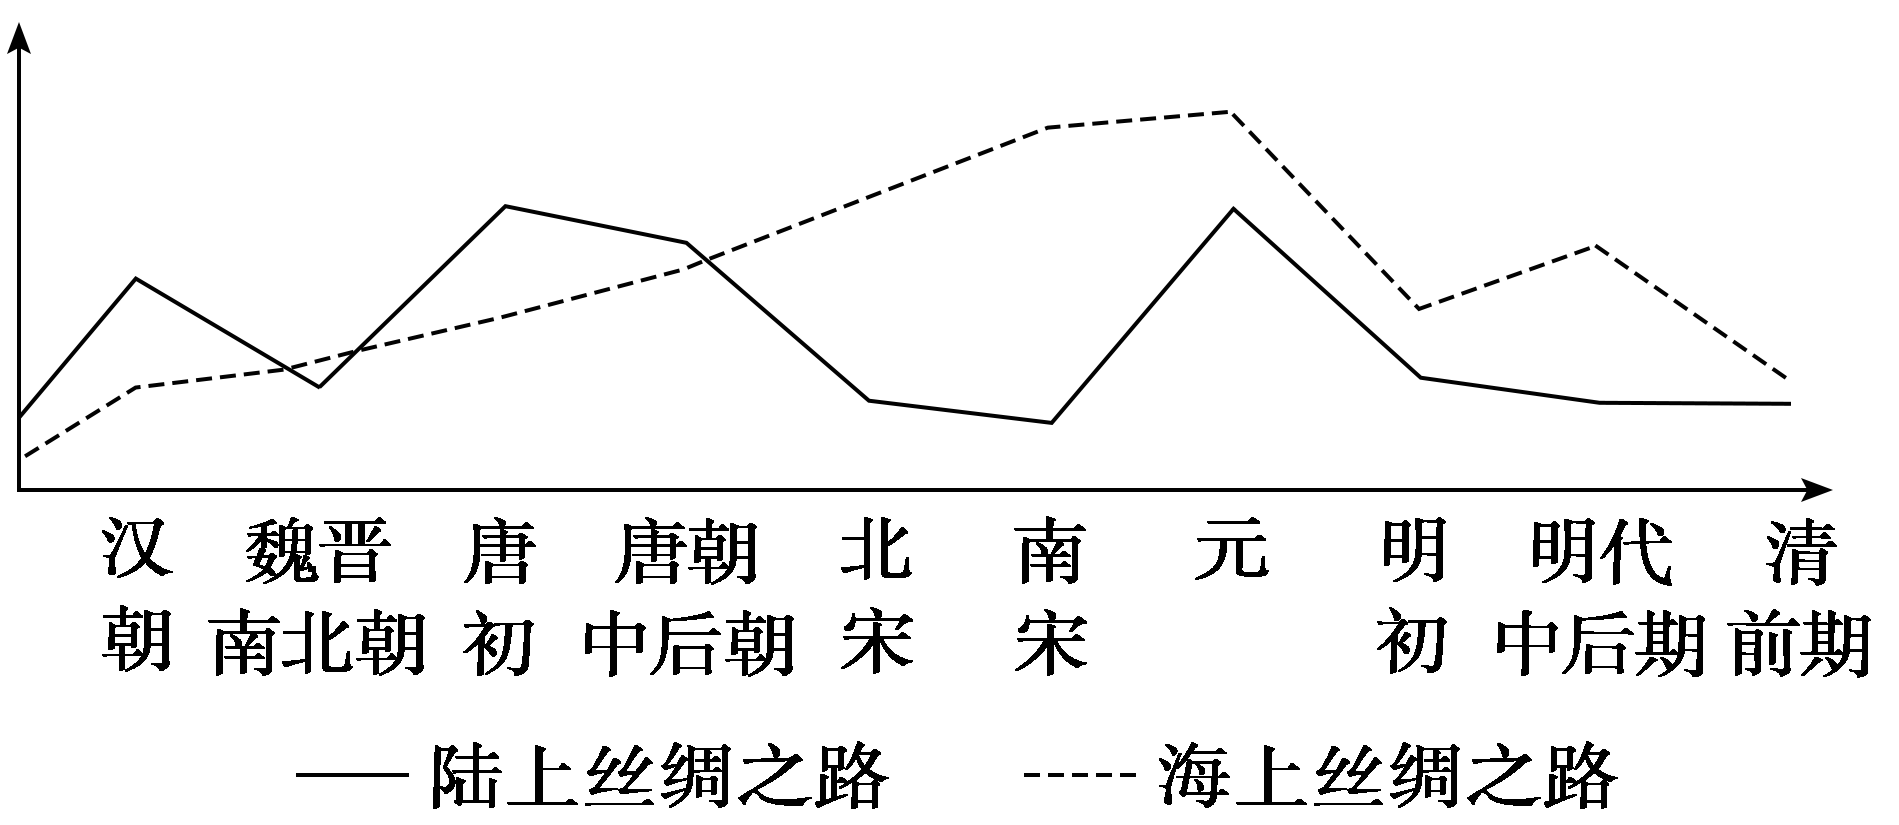 汉 魏晋 唐 唐朝 北 南 元 明 明代 清
朝 南北朝 初 中后朝 宋 宋 初 中后期 前期
陆上丝绸之路 海上丝绸之路